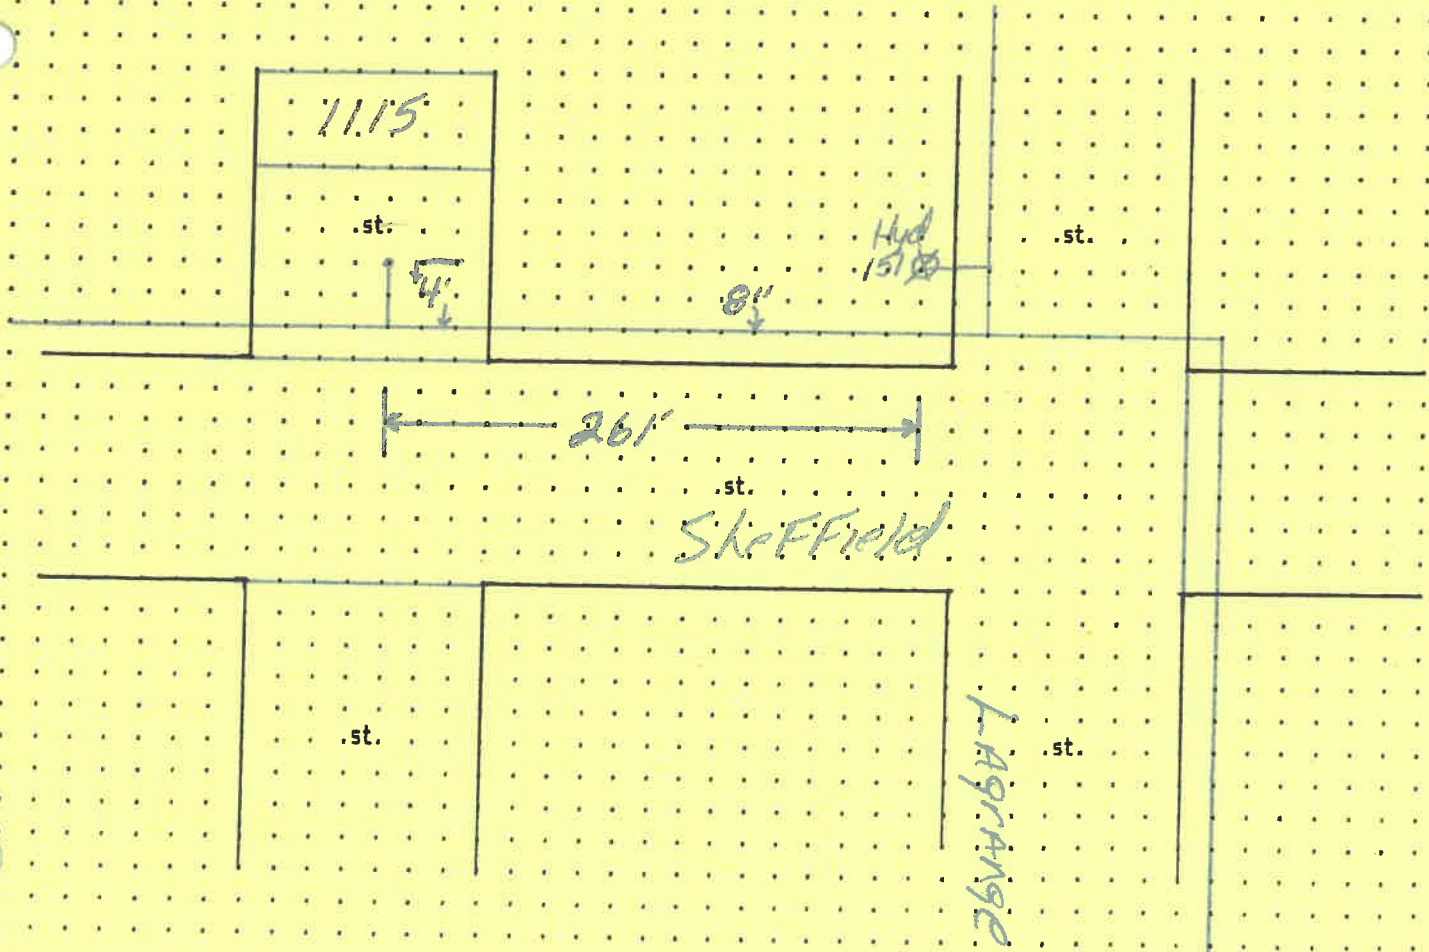 1115
.st.
Hyd
151
.st.
4'
8"
261'
.st.
Sheffield
.st.
.st.
LAgrange